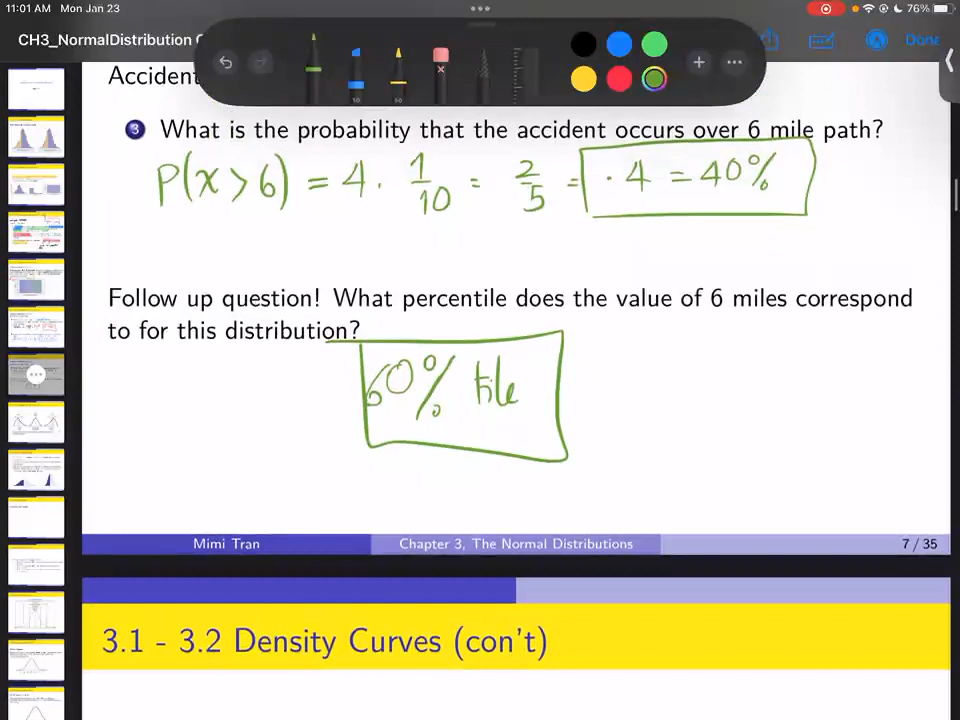 11:01 AM Mon Jan 23
76%
CH3_NormalDistribution
Done
Accident
3 What is the probability that the accident occurs over 6 mile path?
P(x > 6) = 4 · 1/10 = 2/5 = .4 = 40%
Follow up question! What percentile does the value of 6 miles correspond
to for this distribution?
60% tile
Mimi Tran Chapter 3, The Normal Distributions 7 / 35
3.1 - 3.2 Density Curves (con't)